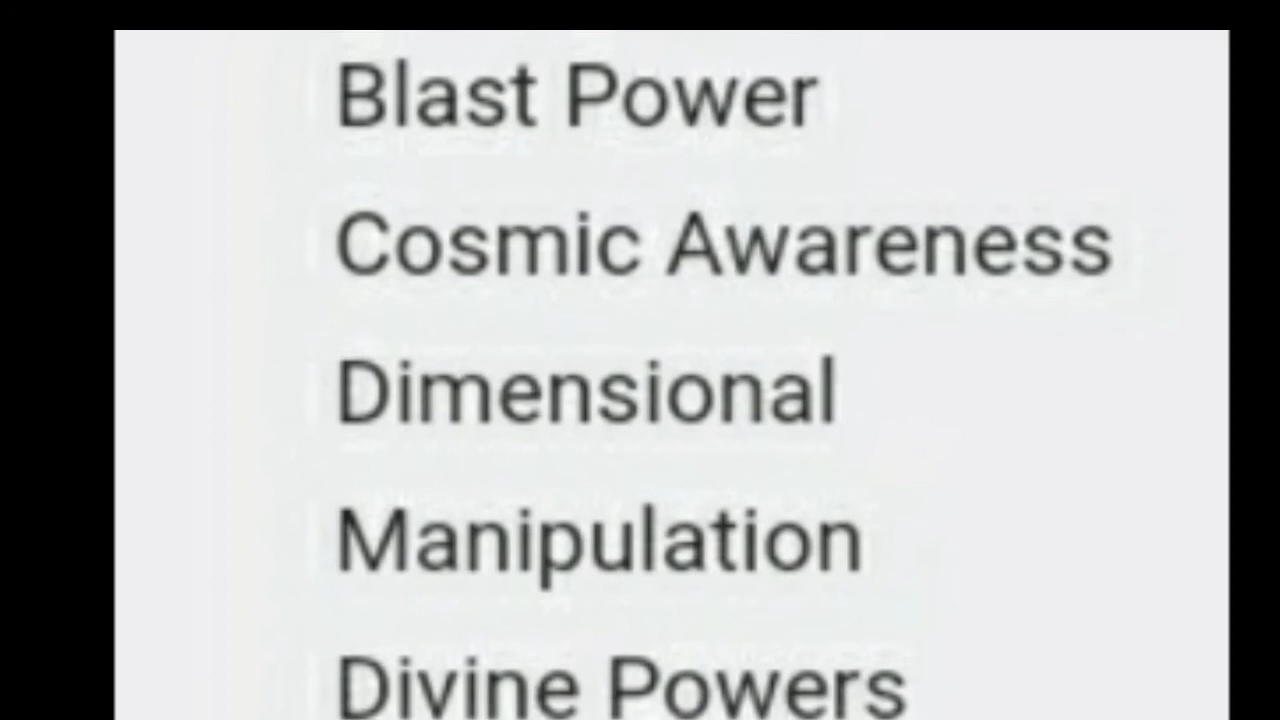 Blast Power
Cosmic Awareness
Dimensional
Manipulation
Divine Powers